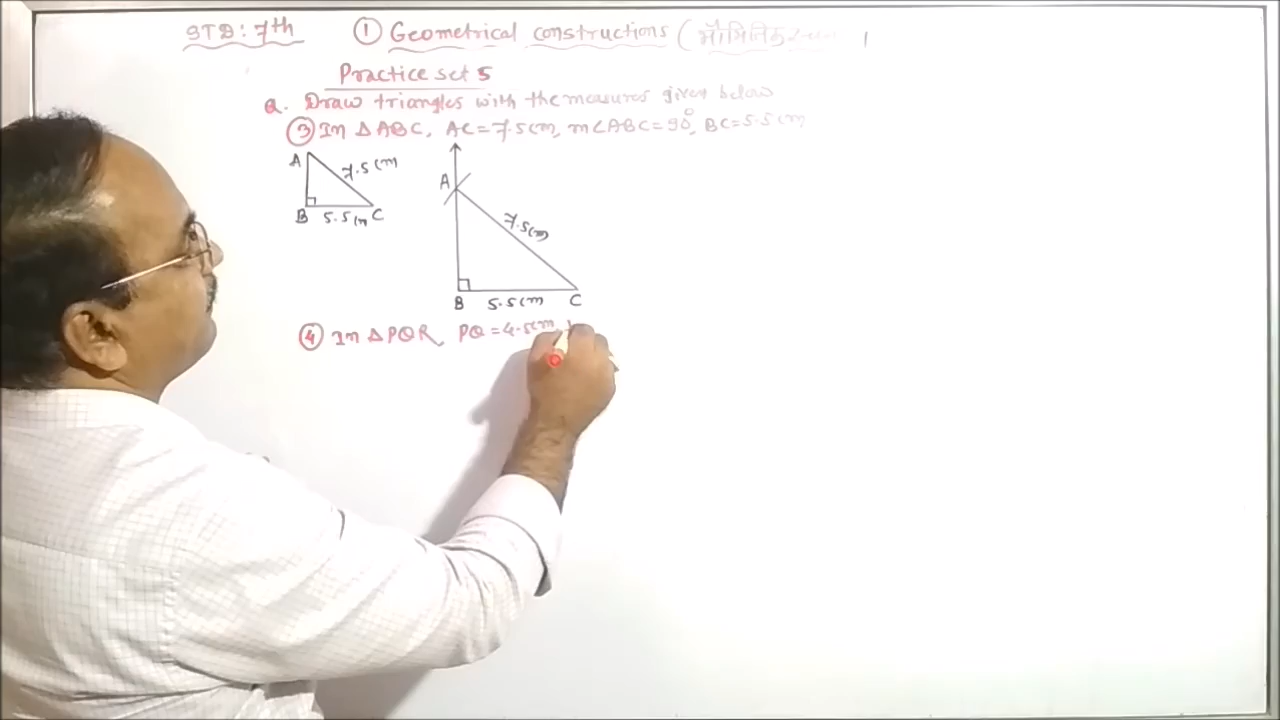 STD: 7th ① Geometrical constructions (भौमितिक रचना)
Practice set 5
Q. Draw triangles with the measures given below
③ In △ABC, AC=7.5cm, m∠ABC=90°, BC=5.5cm
A 7.5cm
B 5.5cm C
A 7.5cm
B 5.5cm C
④ In △PQR, PQ=4.5cm